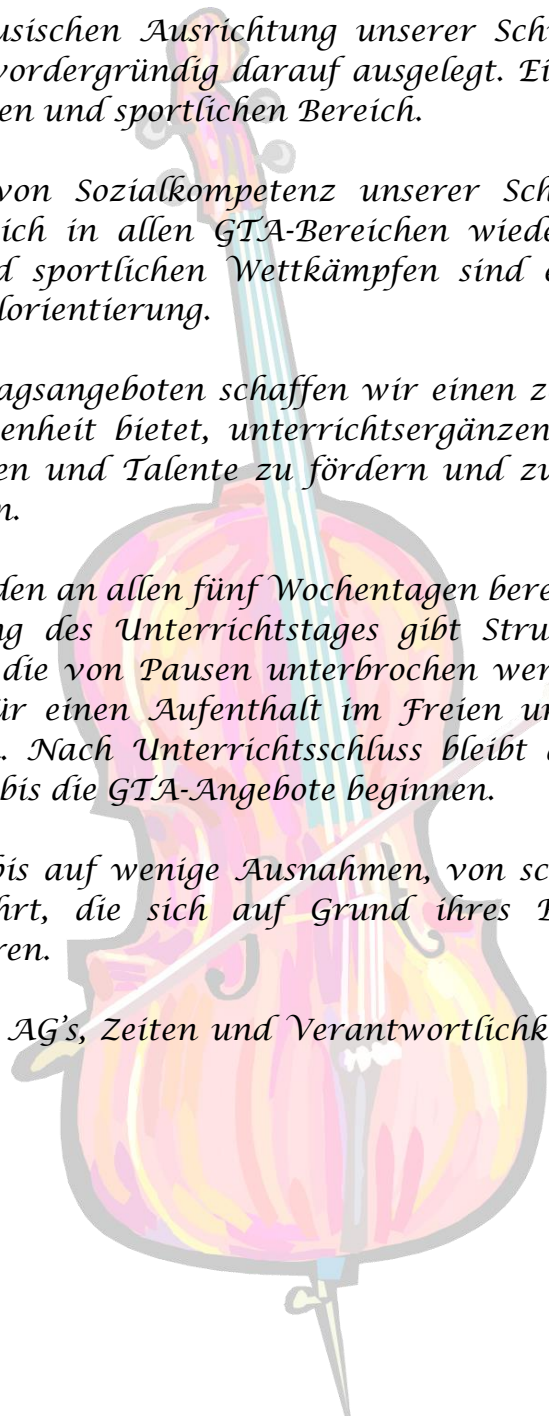 usischen Ausrichtung unserer Sch
vordergründig darauf ausgelegt. Ei
en und sportlichen Bereich.
von Sozialkompetenz unserer Sch
ich in allen GTA-Bereichen wiede
d sportlichen Wettkämpfen sind
lorientierung.
agsangeboten schaffen wir einen z
enheit bietet, unterrichtsergänzen
en und Talente zu fördern und zu
n.
den an allen fünf Wochentagen bere
ng des Unterrichtstages gibt Stru
die von Pausen unterbrochen wer
ür einen Aufenthalt im Freien un
. Nach Unterrichtsschluss bleibt
bis die GTA-Angebote beginnen.
bis auf wenige Ausnahmen, von sc
hrt, die sich auf Grund ihres
ren.
AG's, Zeiten und Verantwortlichk